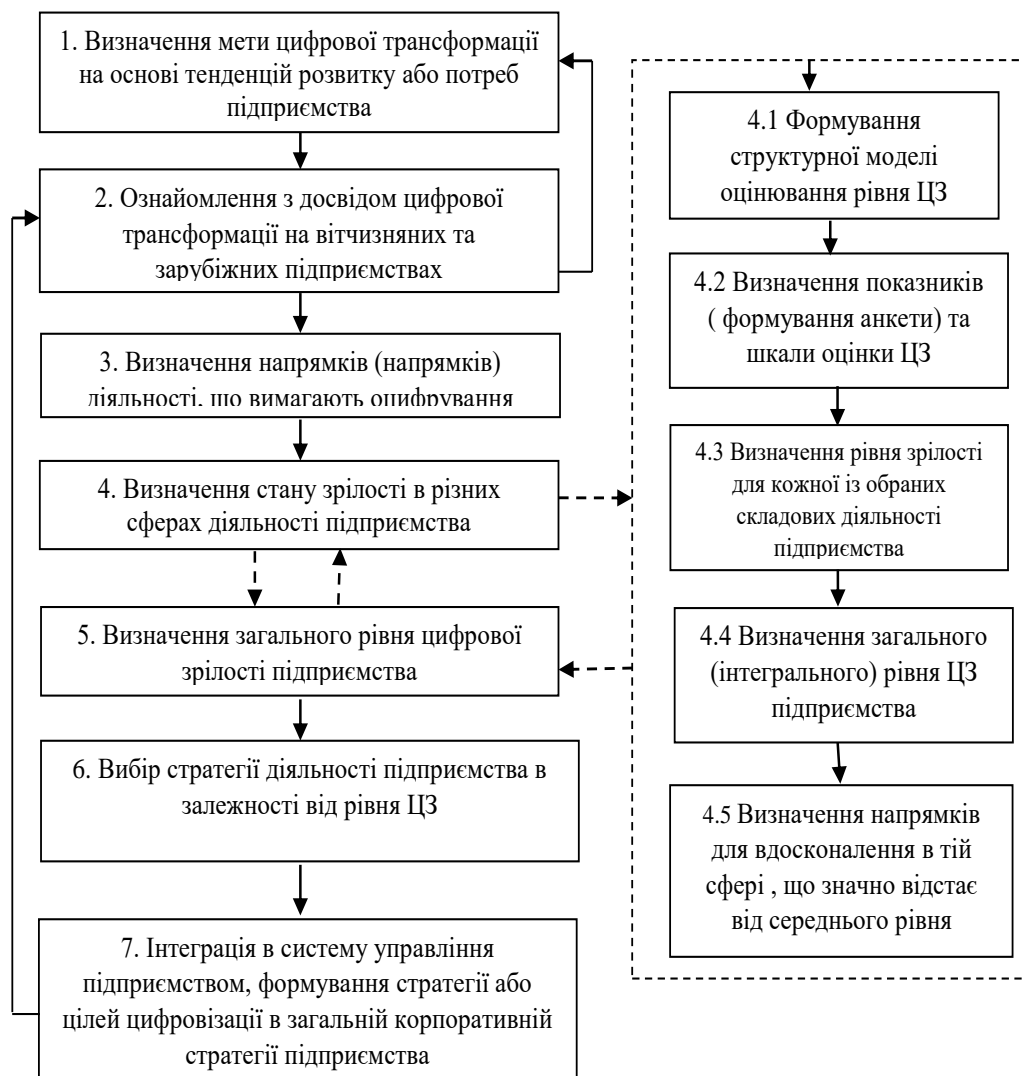 1. Визначення мети цифрової трансформації
на основі тенденцій розвитку або потреб
підприємства
2. Ознайомлення з досвідом цифрової
трансформації на вітчизняних та
зарубіжних підприємствах
3. Визначення напрямків (напрямків)
діяльності, що вимагають оцифрування
4. Визначення стану зрілості в різних
сферах діяльності підприємства
5. Визначення загального рівня цифрової
зрілості підприємства
6. Вибір стратегії діяльності підприємства в
залежності від рівня ЦЗ
7. Інтеграція в систему управління
підприємством, формування стратегії або
цілей цифровізації в загальній корпоративній
стратегії підприємства
4.1 Формування
структурної моделі
оцінювання рівня ЦЗ
4.2 Визначення показників
( формування анкети) та
шкали оцінки ЦЗ
4.3 Визначення рівня зрілості
для кожної із обраних
складових діяльності
підприємства
4.4 Визначення загального
(інтегрального) рівня ЦЗ
підприємства
4.5 Визначення напрямків
для вдосконалення в тій
сфері , що значно відстає
від середнього рівня